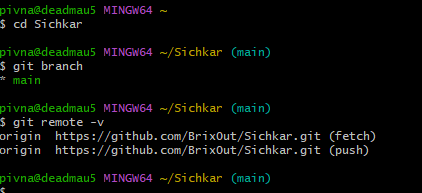 pivna@deadmau5 MINGW64 ~
$ cd Sichkar
pivna@deadmau5 MINGW64 ~/Sichkar (main)
$ git branch
* main
pivna@deadmau5 MINGW64 ~/Sichkar (main)
$ git remote -v
origin  https://github.com/BrixOut/Sichkar.git (fetch)
origin  https://github.com/BrixOut/Sichkar.git (push)
pivna@deadmau5 MINGW64 ~/Sichkar (main)
$